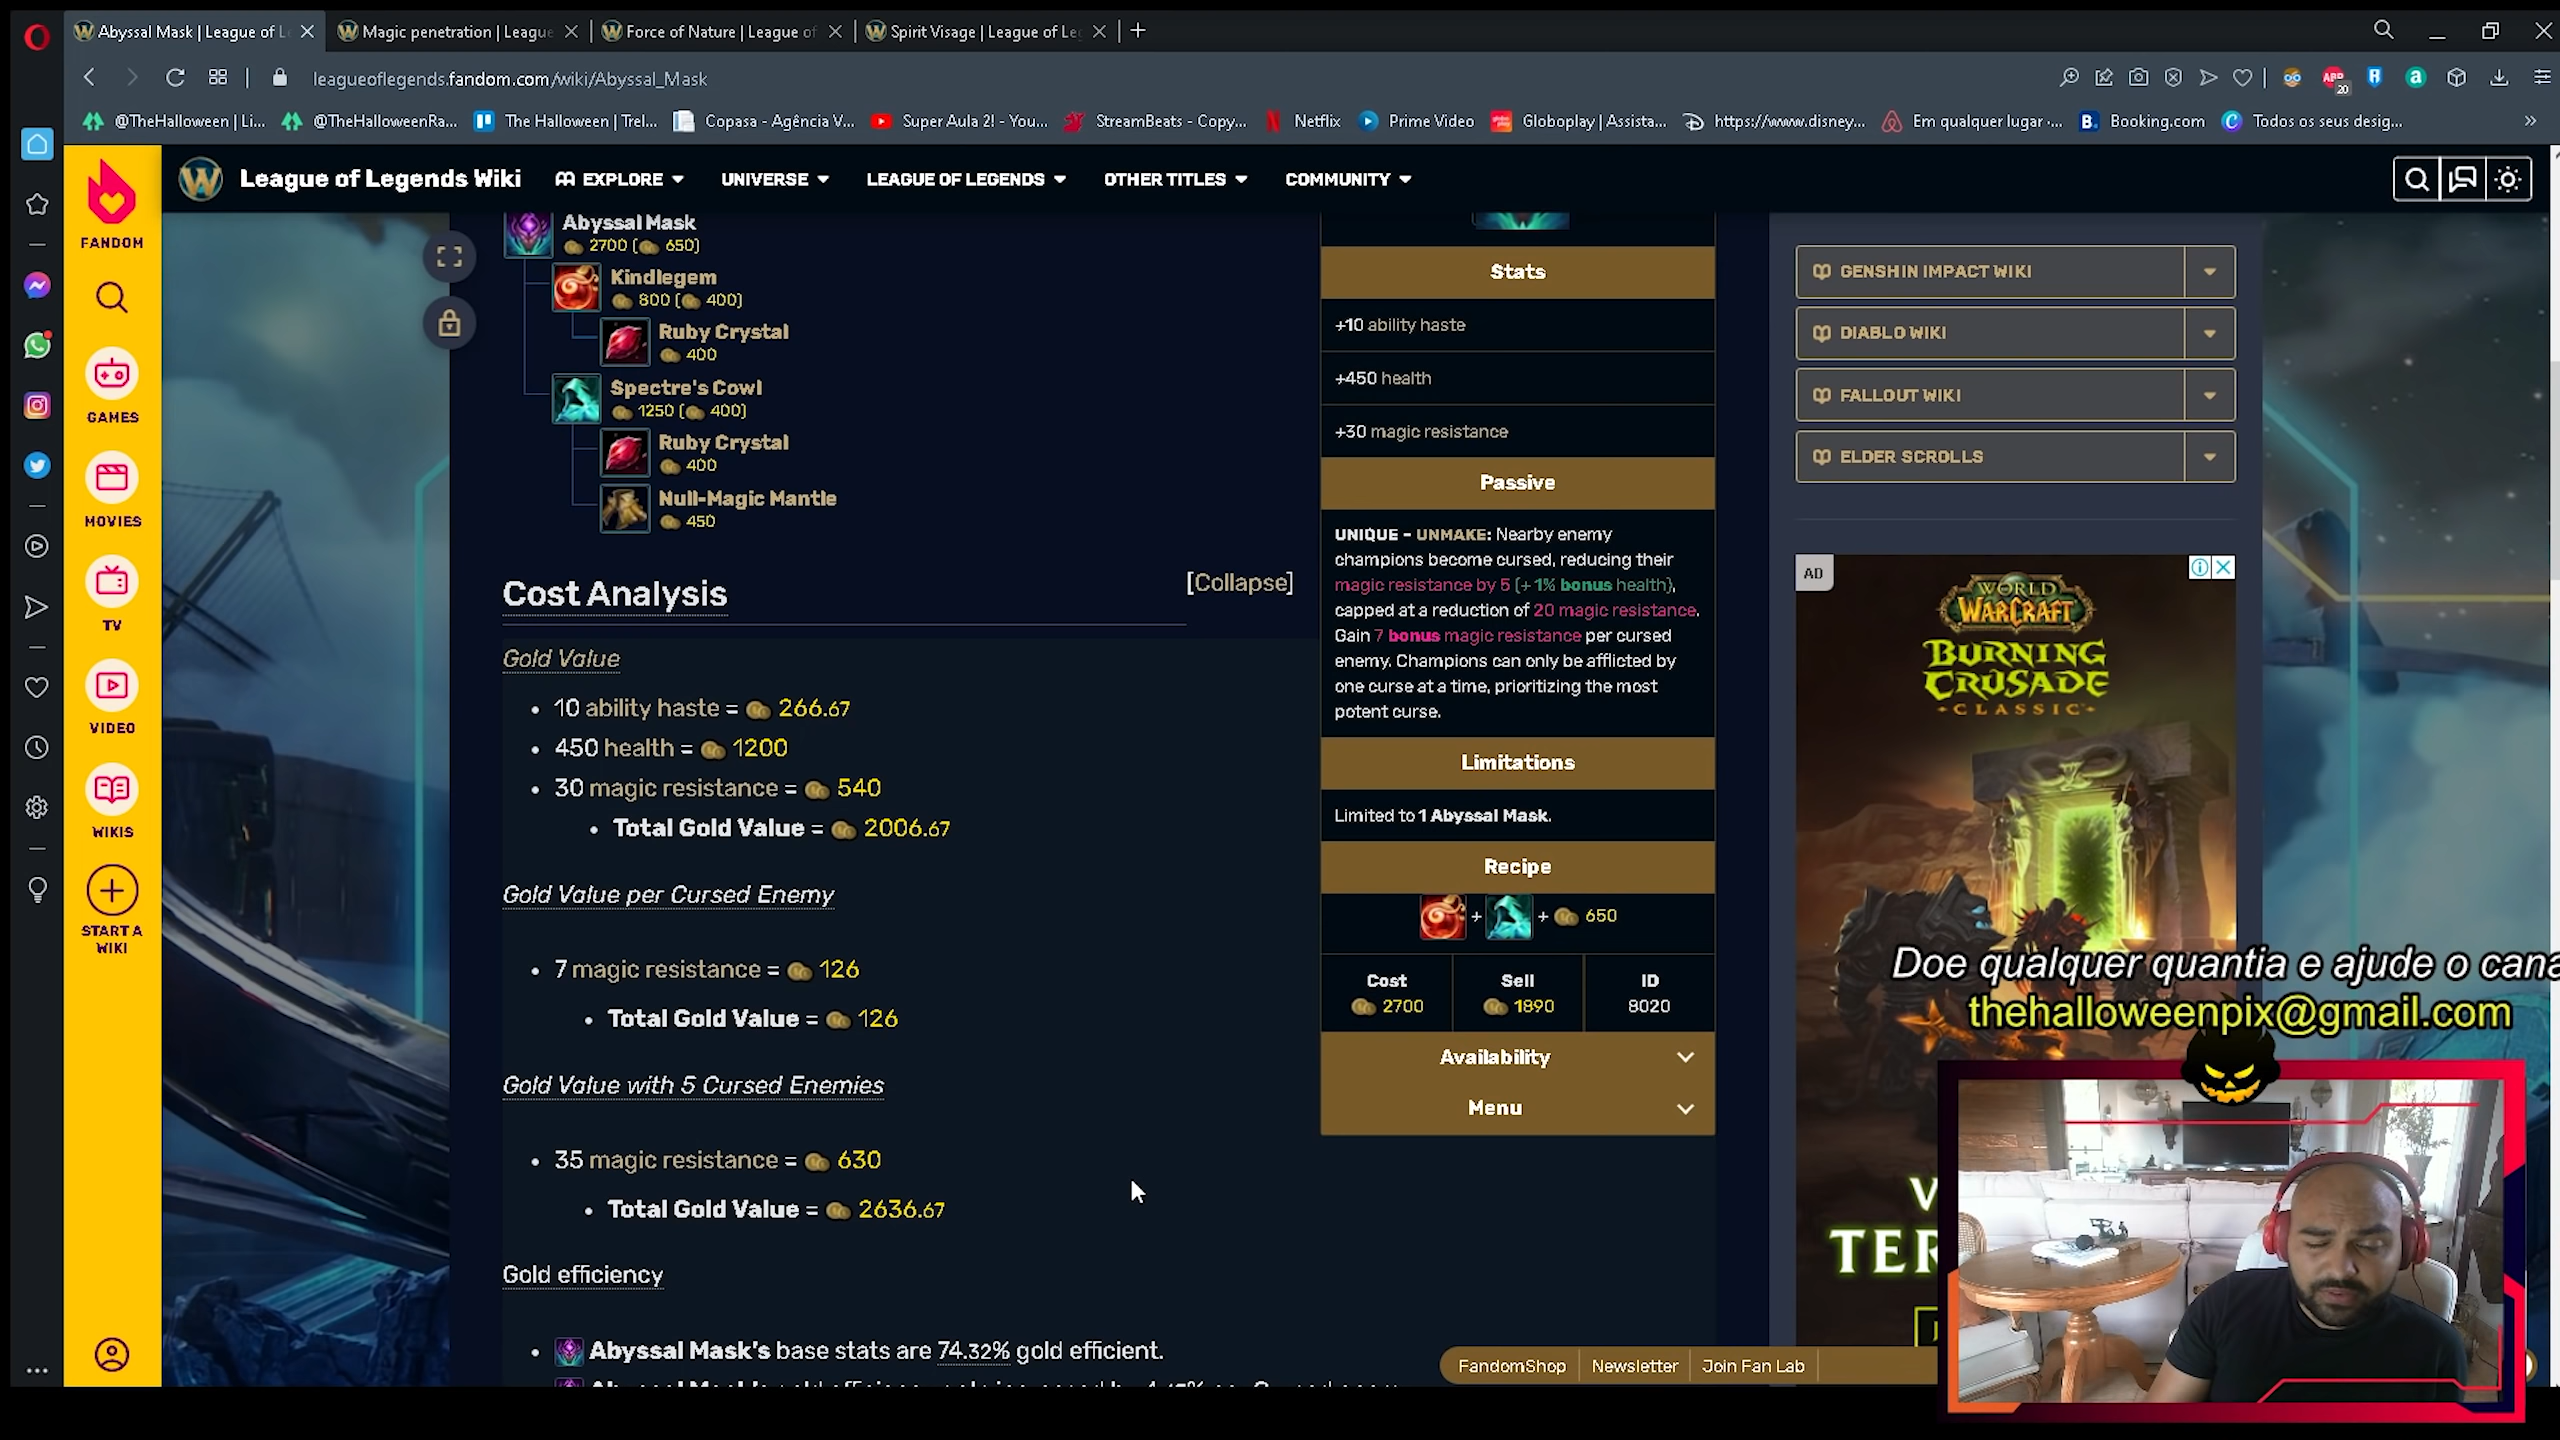 Abyssal Mask | League of L
Magic penetration | League
Force of Nature | League of
Spirit Visage | League of Le
leagueoflegends.fandom.com/wiki/Abyssal_Mask
ABP
20
@TheHalloween | Li...
@TheHalloweenRa...
The Halloween | Trel...
Copasa - Agência V...
Super Aula 2! - You...
StreamBeats - Copy...
Netflix
Prime Video
Globoplay | Assista...
https://www.disney...
Em qualquer lugar ·...
Booking.com
Todos os seus desig...
League of Legends Wiki
EXPLORE
UNIVERSE
LEAGUE OF LEGENDS
OTHER TITLES
COMMUNITY
FANDOM
GAMES
MOVIES
TV
VIDEO
WIKIS
START A
WIKI
Abyssal Mask
2700 (650)
Kindlegem
800 (400)
Ruby Crystal
400
Spectre's Cowl
1250 (400)
Ruby Crystal
400
Null-Magic Mantle
450
Cost Analysis
[Collapse]
Gold Value
• 10 ability haste = 266.67
• 450 health = 1200
• 30 magic resistance = 540
• Total Gold Value = 2006.67
Gold Value per Cursed Enemy
• 7 magic resistance = 126
• Total Gold Value = 126
Gold Value with 5 Cursed Enemies
• 35 magic resistance = 630
• Total Gold Value = 2636.67
Gold efficiency
• Abyssal Mask's base stats are 74.32% gold efficient.
Stats
+10 ability haste
+450 health
+30 magic resistance
Passive
UNIQUE – UNMAKE: Nearby enemy
champions become cursed, reducing their
magic resistance by 5 (+ 1% bonus health),
capped at a reduction of 20 magic resistance.
Gain 7 bonus magic resistance per cursed
enemy. Champions can only be afflicted by
one curse at a time, prioritizing the most
potent curse.
Limitations
Limited to 1 Abyssal Mask.
Recipe
+ + 650
Cost
2700
Sell
1890
ID
8020
Availability
Menu
GENSHIN IMPACT WIKI
DIABLO WIKI
FALLOUT WIKI
ELDER SCROLLS
AD
WORLD
WARCRAFT
BURNING
CRUSADE
CLASSIC
Doe qualquer quantia e ajude o cana
thehalloweenpix@gmail.com
FandomShop
Newsletter
Join Fan Lab